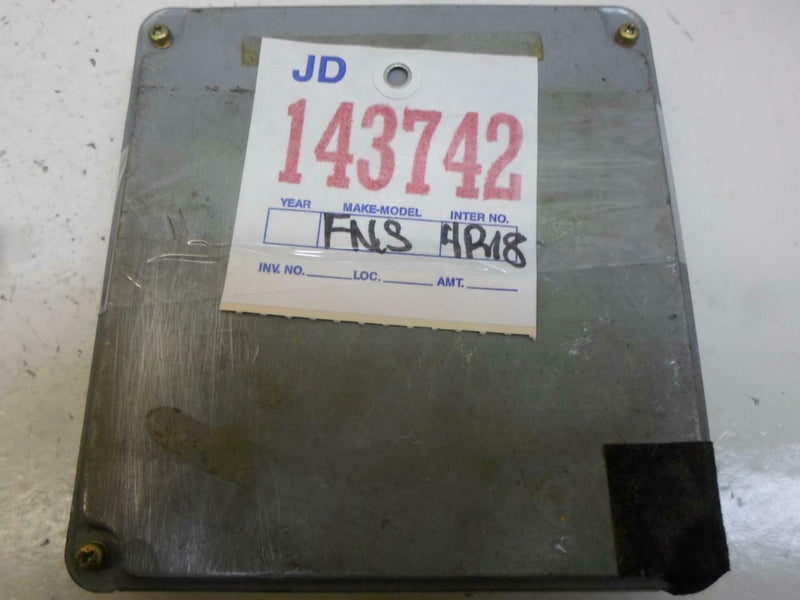 JD
143742
YEAR MAKE-MODEL INTER NO.
FNS 4R18
INV. NO. LOC. AMT.